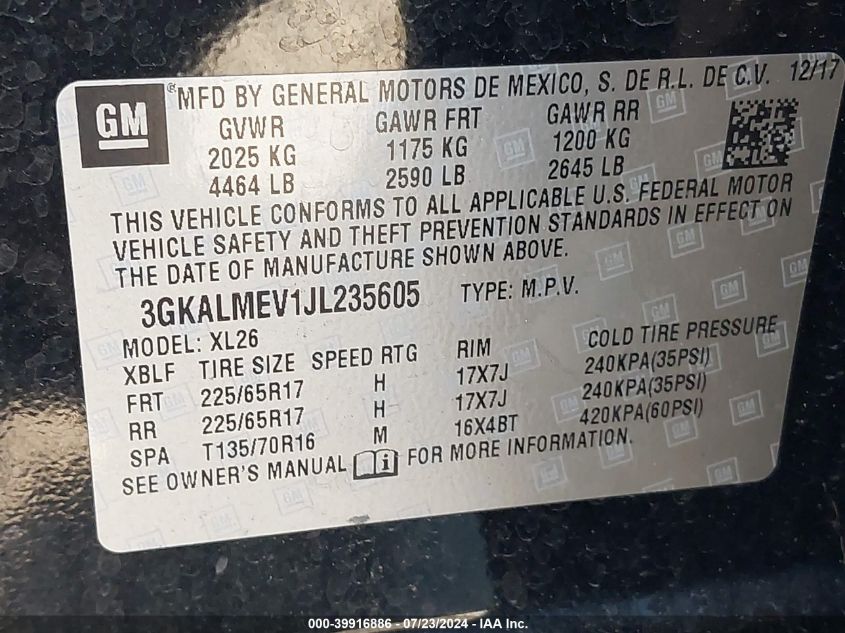 GM
® MFD BY GENERAL MOTORS DE MEXICO, S. DE R.L. DE C.V. 12/17
GVWR GAWR FRT GAWR RR
2025 KG 1175 KG 1200 KG
4464 LB 2590 LB 2645 LB
THIS VEHICLE CONFORMS TO ALL APPLICABLE U.S. FEDERAL MOTOR
VEHICLE SAFETY AND THEFT PREVENTION STANDARDS IN EFFECT ON
THE DATE OF MANUFACTURE SHOWN ABOVE.
3GKALMEV1JL235605 TYPE: M.P.V.
MODEL: XL26
XBLF TIRE SIZE SPEED RTG RIM COLD TIRE PRESSURE
FRT 225/65R17 H 17X7J 240KPA(35PSI)
RR 225/65R17 H 17X7J 240KPA(35PSI)
SPA T135/70R16 M 16X4BT 420KPA(60PSI)
SEE OWNER'S MANUAL i FOR MORE INFORMATION.
000-39916886 / 07/23/2024 - IAA Inc.